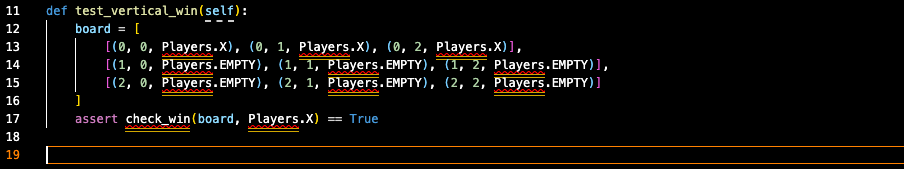 11 def test_vertical_win(self):
12 board = [
13 [(0, 0, Players.X), (0, 1, Players.X), (0, 2, Players.X)],
14 [(1, 0, Players.EMPTY), (1, 1, Players.EMPTY), (1, 2, Players.EMPTY)],
15 [(2, 0, Players.EMPTY), (2, 1, Players.EMPTY), (2, 2, Players.EMPTY)]
16 ]
17 assert check_win(board, Players.X) == True
18
19